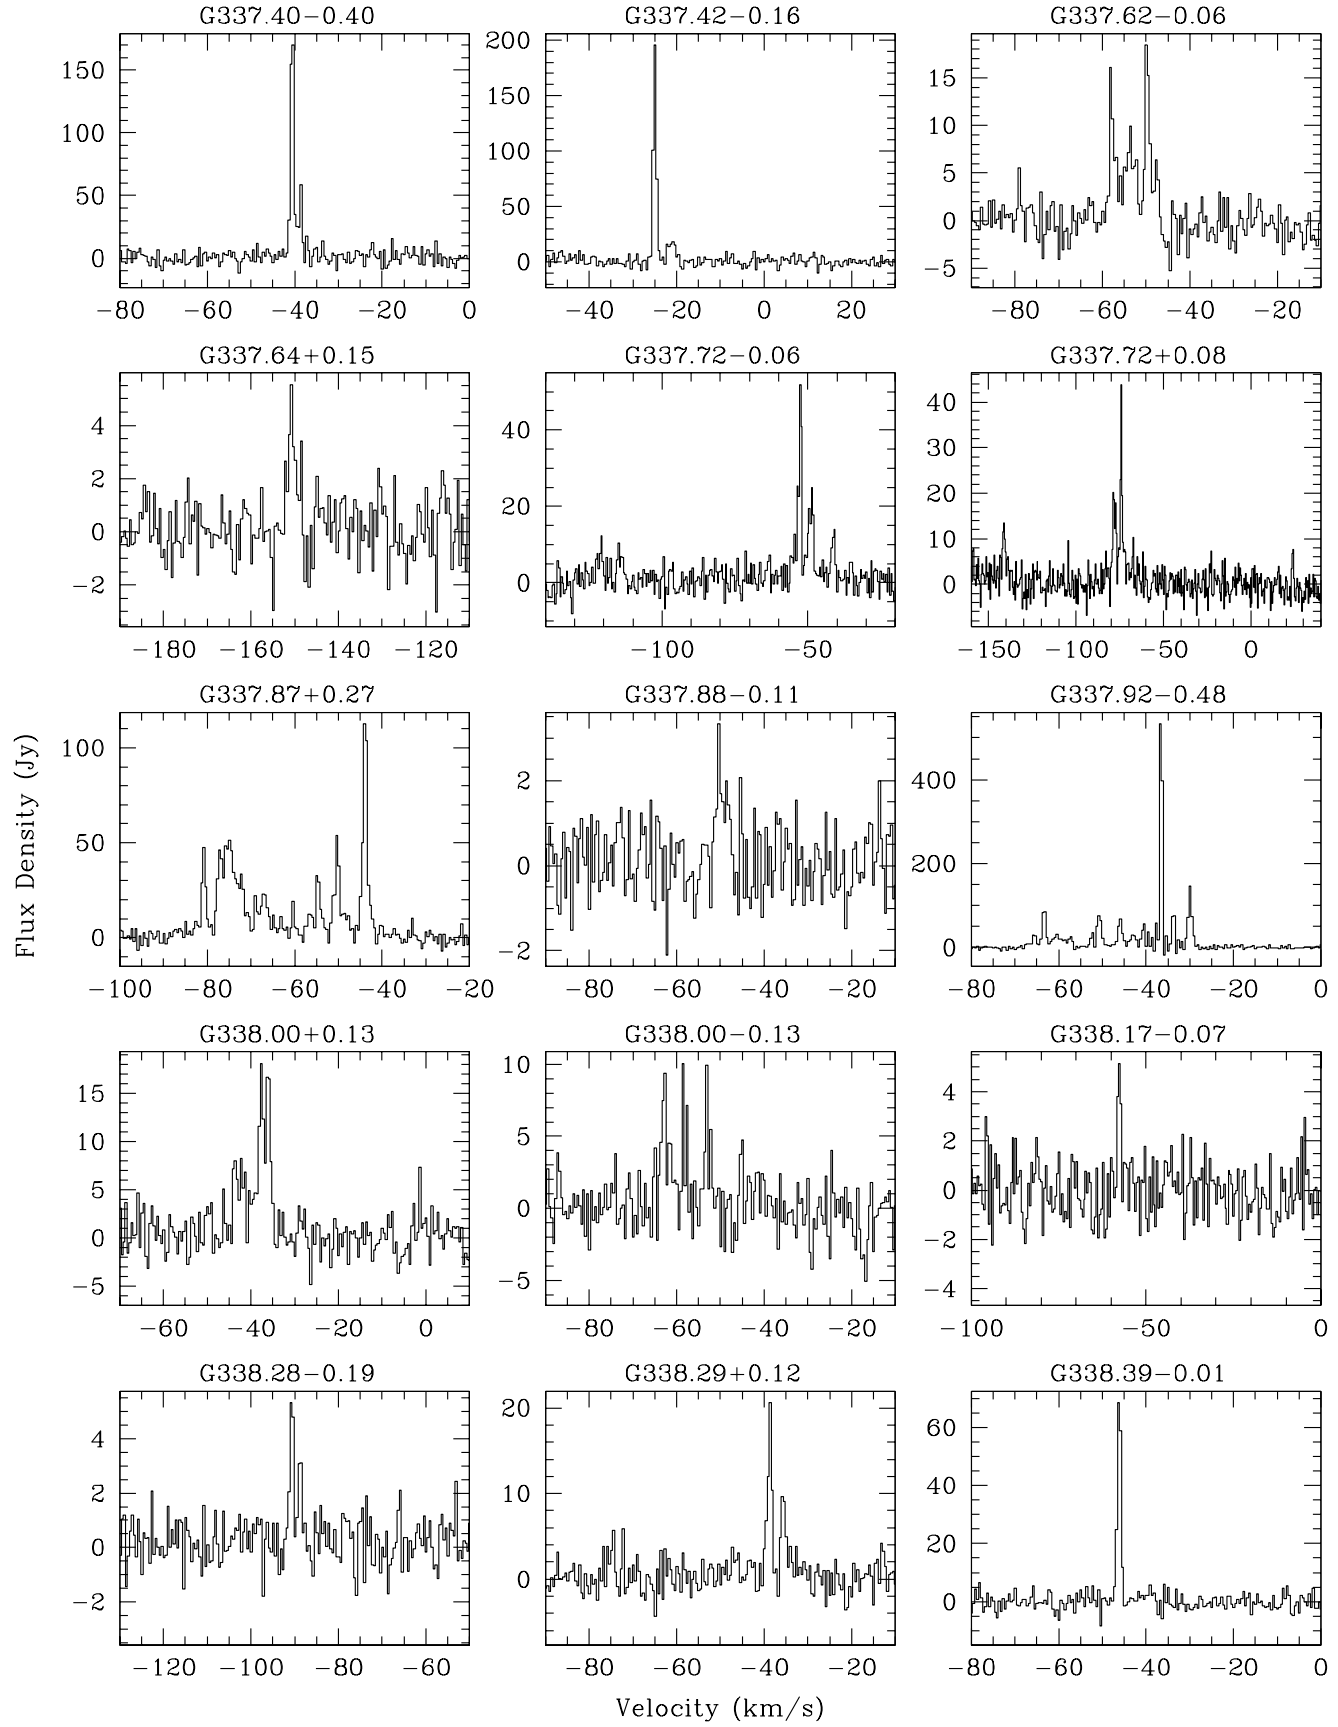 G337.40−0.40 G337.42−0.16 G337.62−0.06
150 100 50 0
−80 −60 −40 −20 0
200 150 100 50 0
−40 −20 0 20
15 10 5 0 −5
−80 −60 −40 −20
G337.64+0.15 G337.72−0.06 G337.72+0.08
4 2 0 −2
−180 −160 −140 −120
40 20 0
−100 −50
40 30 20 10 0
−150 −100 −50 0
G337.87+0.27 G337.88−0.11 G337.92−0.48
100 50 0
−100 −80 −60 −40 −20
2 0 −2
−80 −60 −40 −20
400 200 0
−80 −60 −40 −20 0
Flux Density (Jy)
G338.00+0.13 G338.00−0.13 G338.17−0.07
15 10 5 0 −5
−60 −40 −20 0
10 5 0 −5
−80 −60 −40 −20
4 2 0 −2 −4
−100 −50 0
G338.28−0.19 G338.29+0.12 G338.39−0.01
4 2 0 −2
−120 −100 −80 −60
20 10 0
−80 −60 −40 −20
60 40 20 0
−80 −60 −40 −20 0
Velocity (km/s)